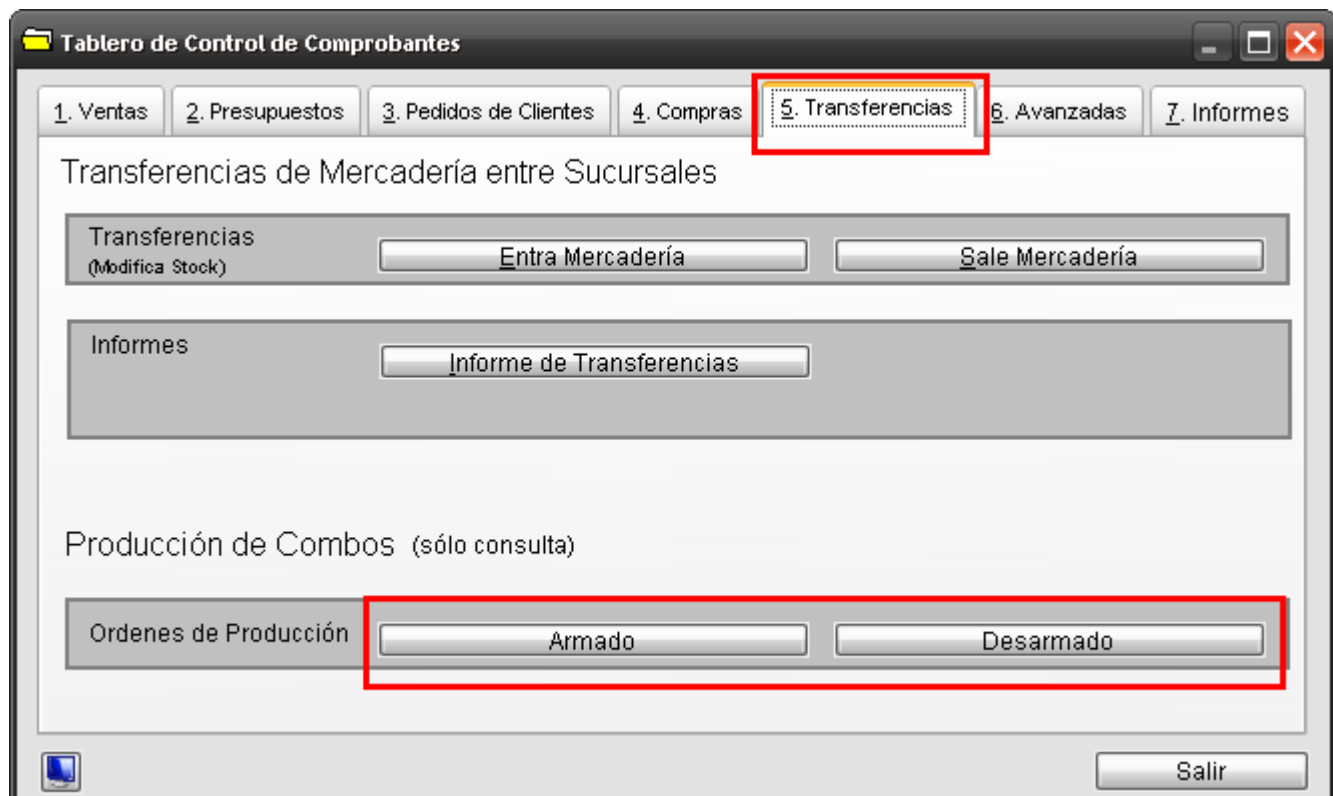 Tablero de Control de Comprobantes
1. Ventas 2. Presupuestos 3. Pedidos de Clientes 4. Compras 5. Transferencias 6. Avanzadas 7. Informes
Transferencias de Mercadería entre Sucursales
Transferencias
(Modifica Stock)
Entra Mercadería Sale Mercadería
Informes
Informe de Transferencias
Producción de Combos (sólo consulta)
Ordenes de Producción Armado Desarmado
Salir